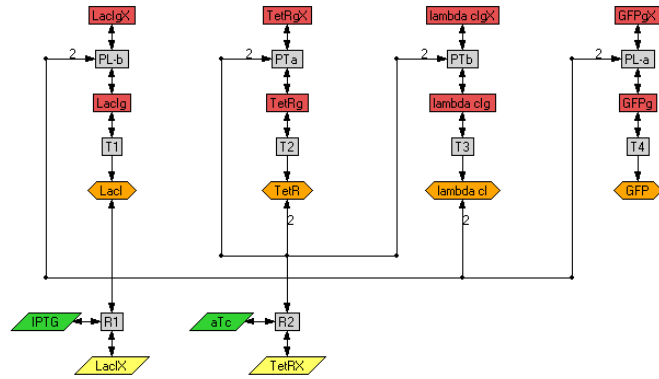 LacIgX TetRgX lambda cIgX GFPgX
2 PL-b 2 PTa 2 PTb 2 PL-a
LacIg TetRg lambda cIg GFPg
T1 T2 T3 T4
LacI TetR lambda cI GFP
2 2
IPTG R1 aTc R2
LacIX TetRX